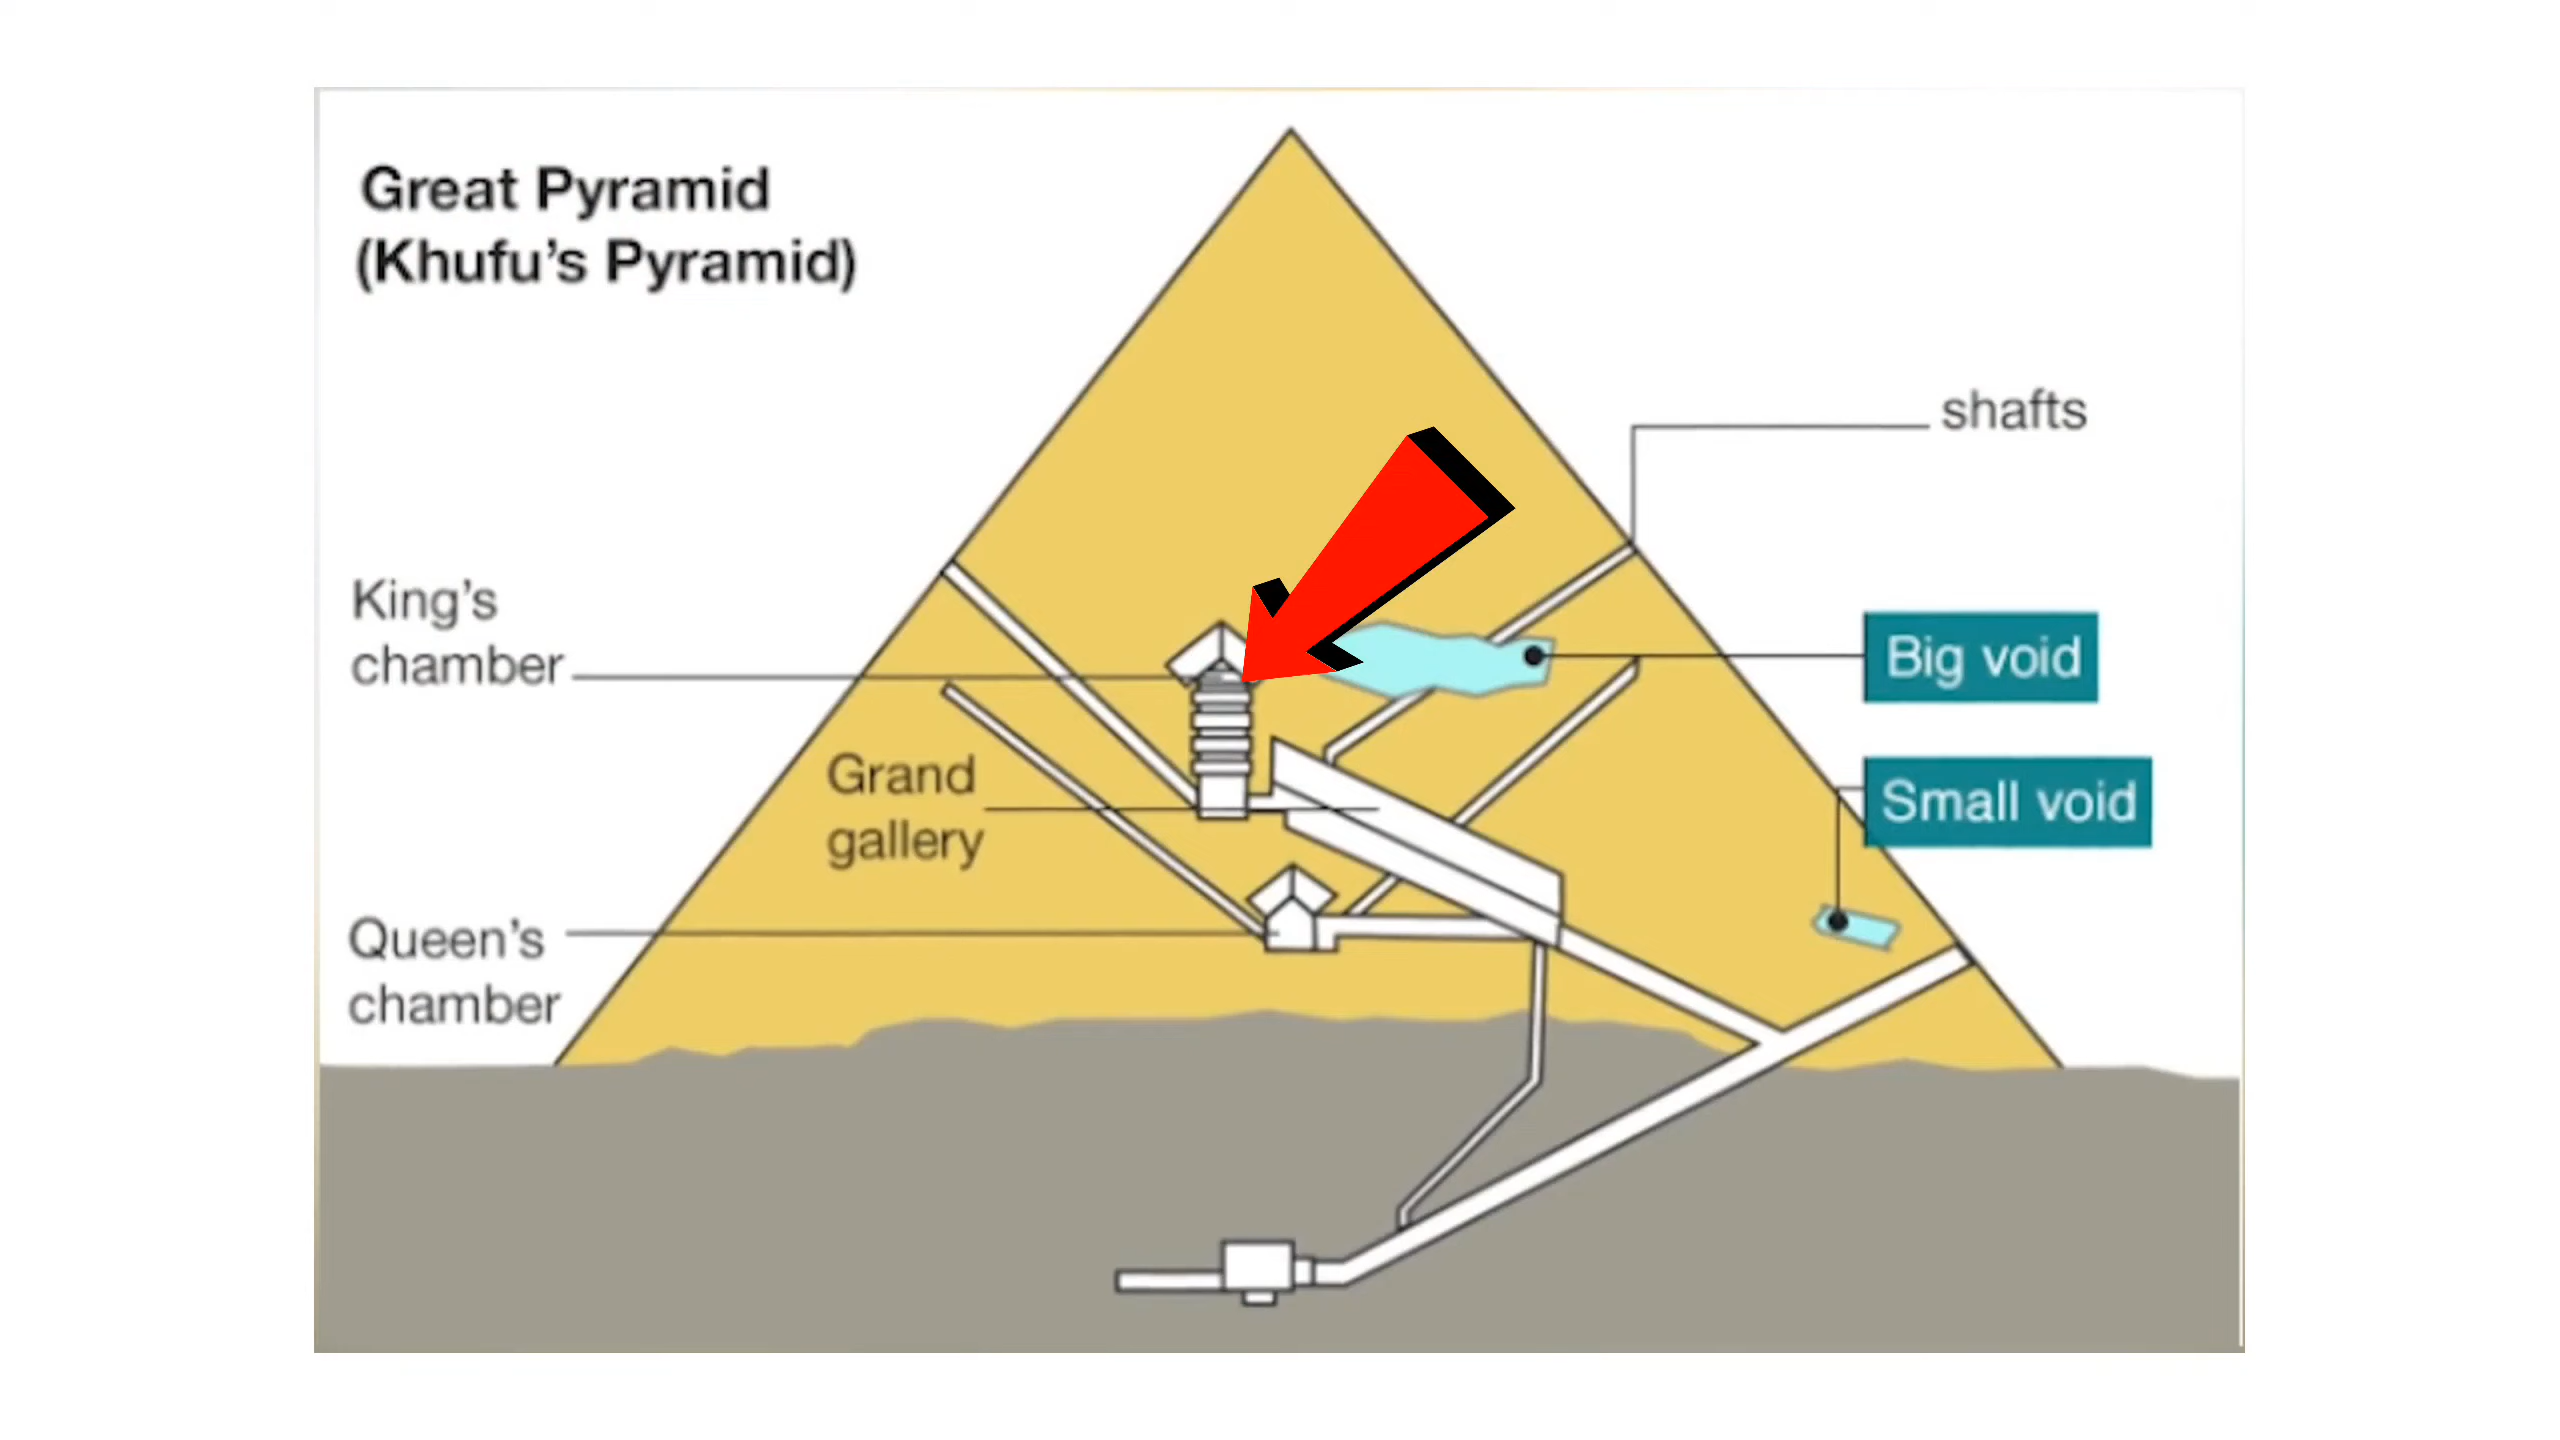 Great Pyramid
(Khufu's Pyramid)
shafts
King's
chamber
Big void
Grand
gallery
Small void
Queen's
chamber